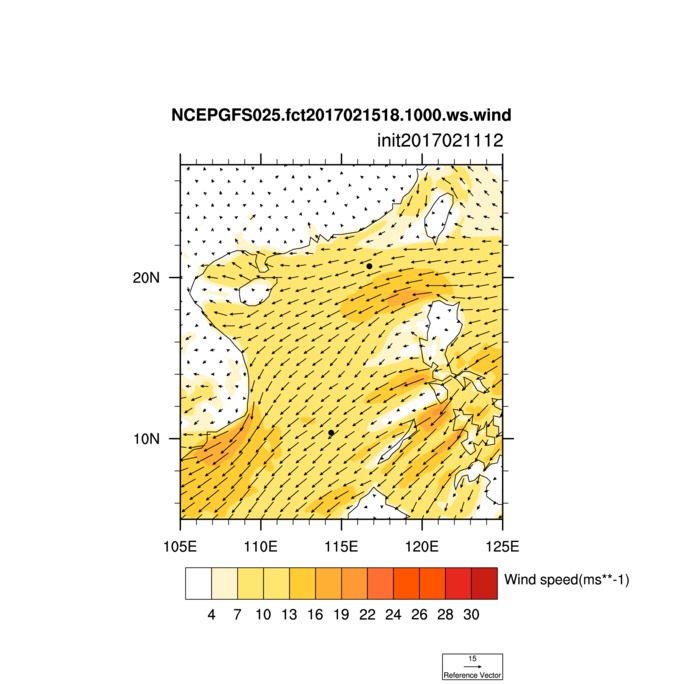 NCEPGFS025.fct2017021518.1000.ws.wind
init2017021112
20N
10N
105E 110E 115E 120E 125E
Wind speed(ms**-1)
4 7 10 13 16 19 22 24 26 28 30
15
Reference Vector